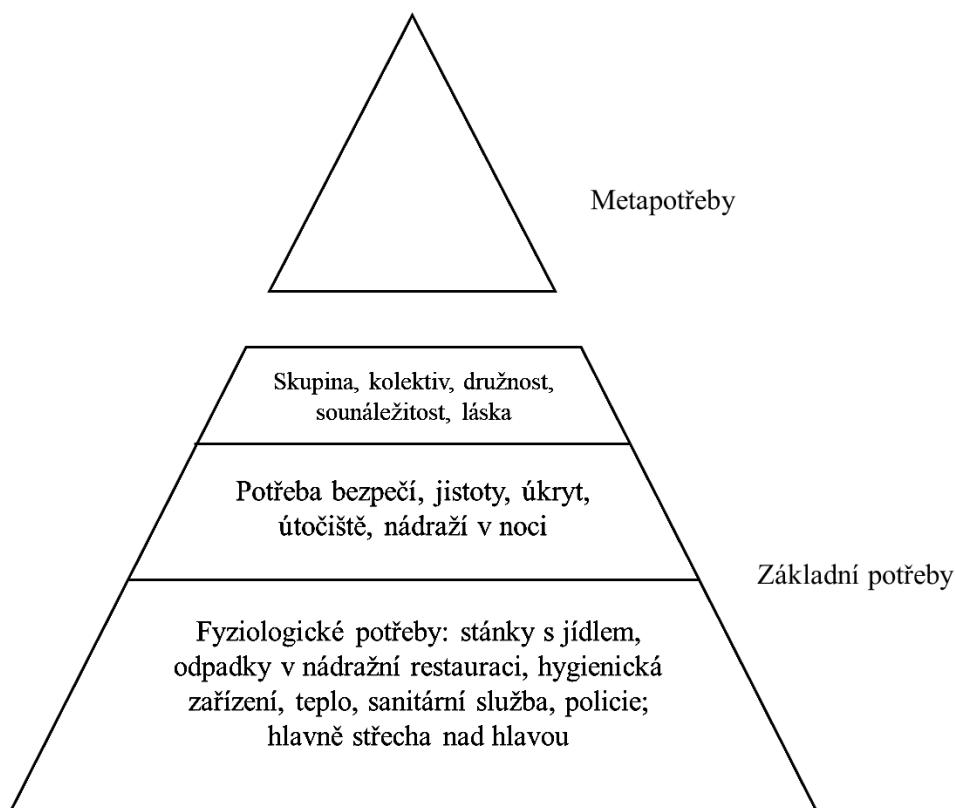 Metapotřeby
Skupina, kolektiv, družnost,
sounáležitost, láska
Potřeba bezpečí, jistoty, úkryt,
útočiště, nádraží v noci
Základní potřeby
Fyziologické potřeby: stánky s jídlem,
odpadky v nádražní restauraci, hygienická
zařízení, teplo, sanitární služba, policie;
hlavně střecha nad hlavou